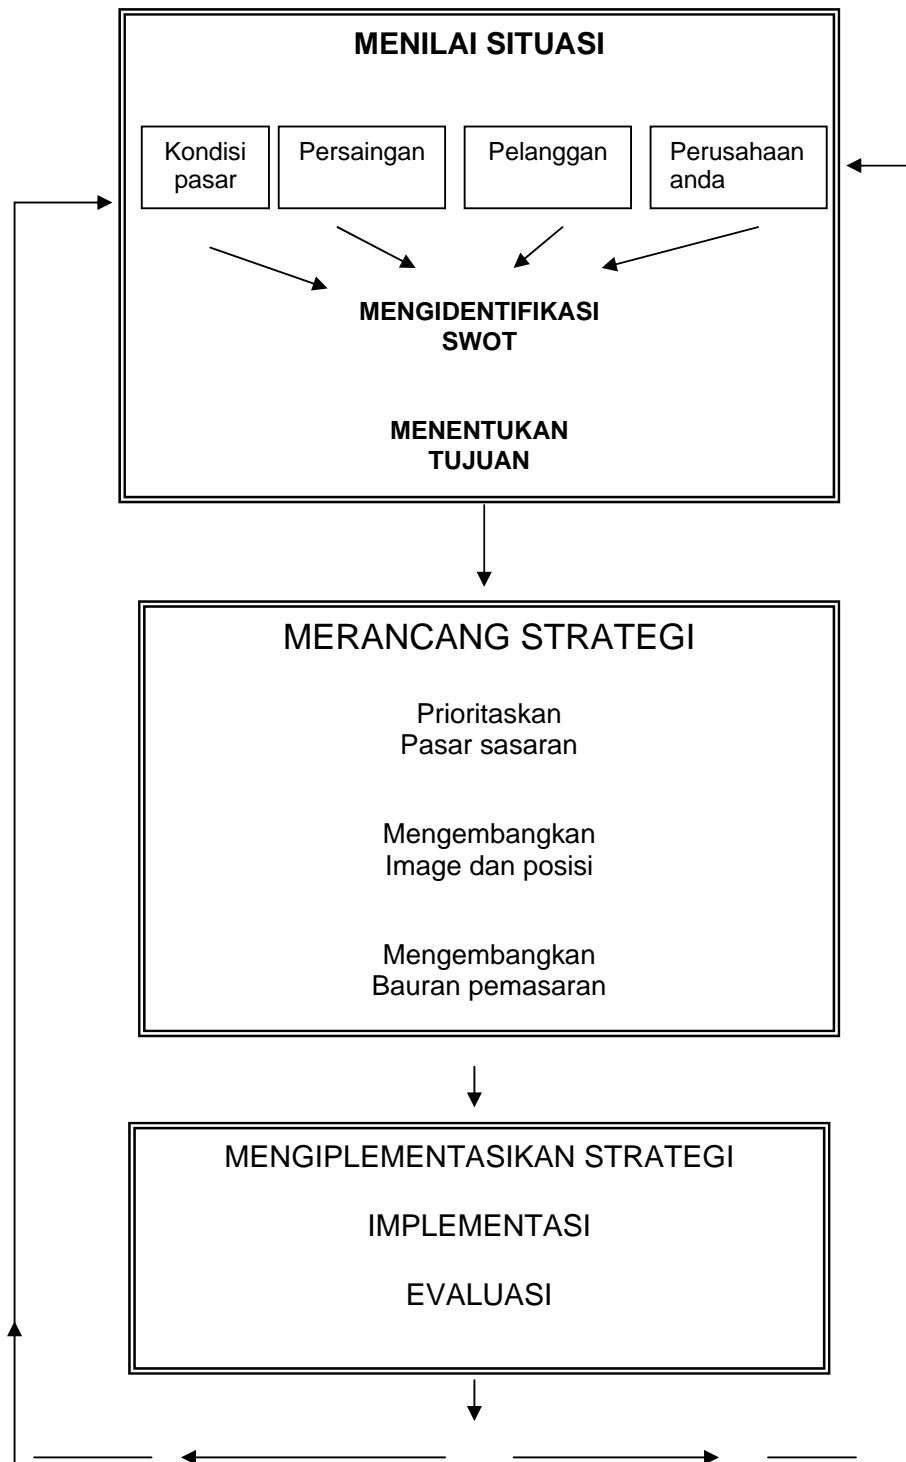 MENILAI SITUASI
Kondisi
pasar
Persaingan
Pelanggan
Perusahaan
anda
MENGIDENTIFIKASI
SWOT
MENENTUKAN
TUJUAN
MERANCANG STRATEGI
Prioritaskan
Pasar sasaran
Mengembangkan
Image dan posisi
Mengembangkan
Bauran pemasaran
MENGIPLEMENTASIKAN STRATEGI
IMPLEMENTASI
EVALUASI